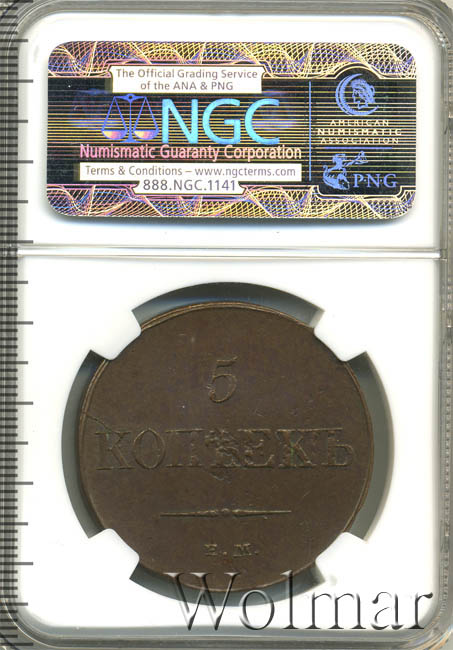 The Official Grading Service
of the ANA & PNG
NGC
Numismatic Guaranty Corporation
Terms & Conditions – www.ngcterms.com
888.NGC.1141
AMERICAN
NUMISMATIC
ASSOCIATION
P·N·G
5
КОПѢЕКЪ
Е. М.
Wolmar